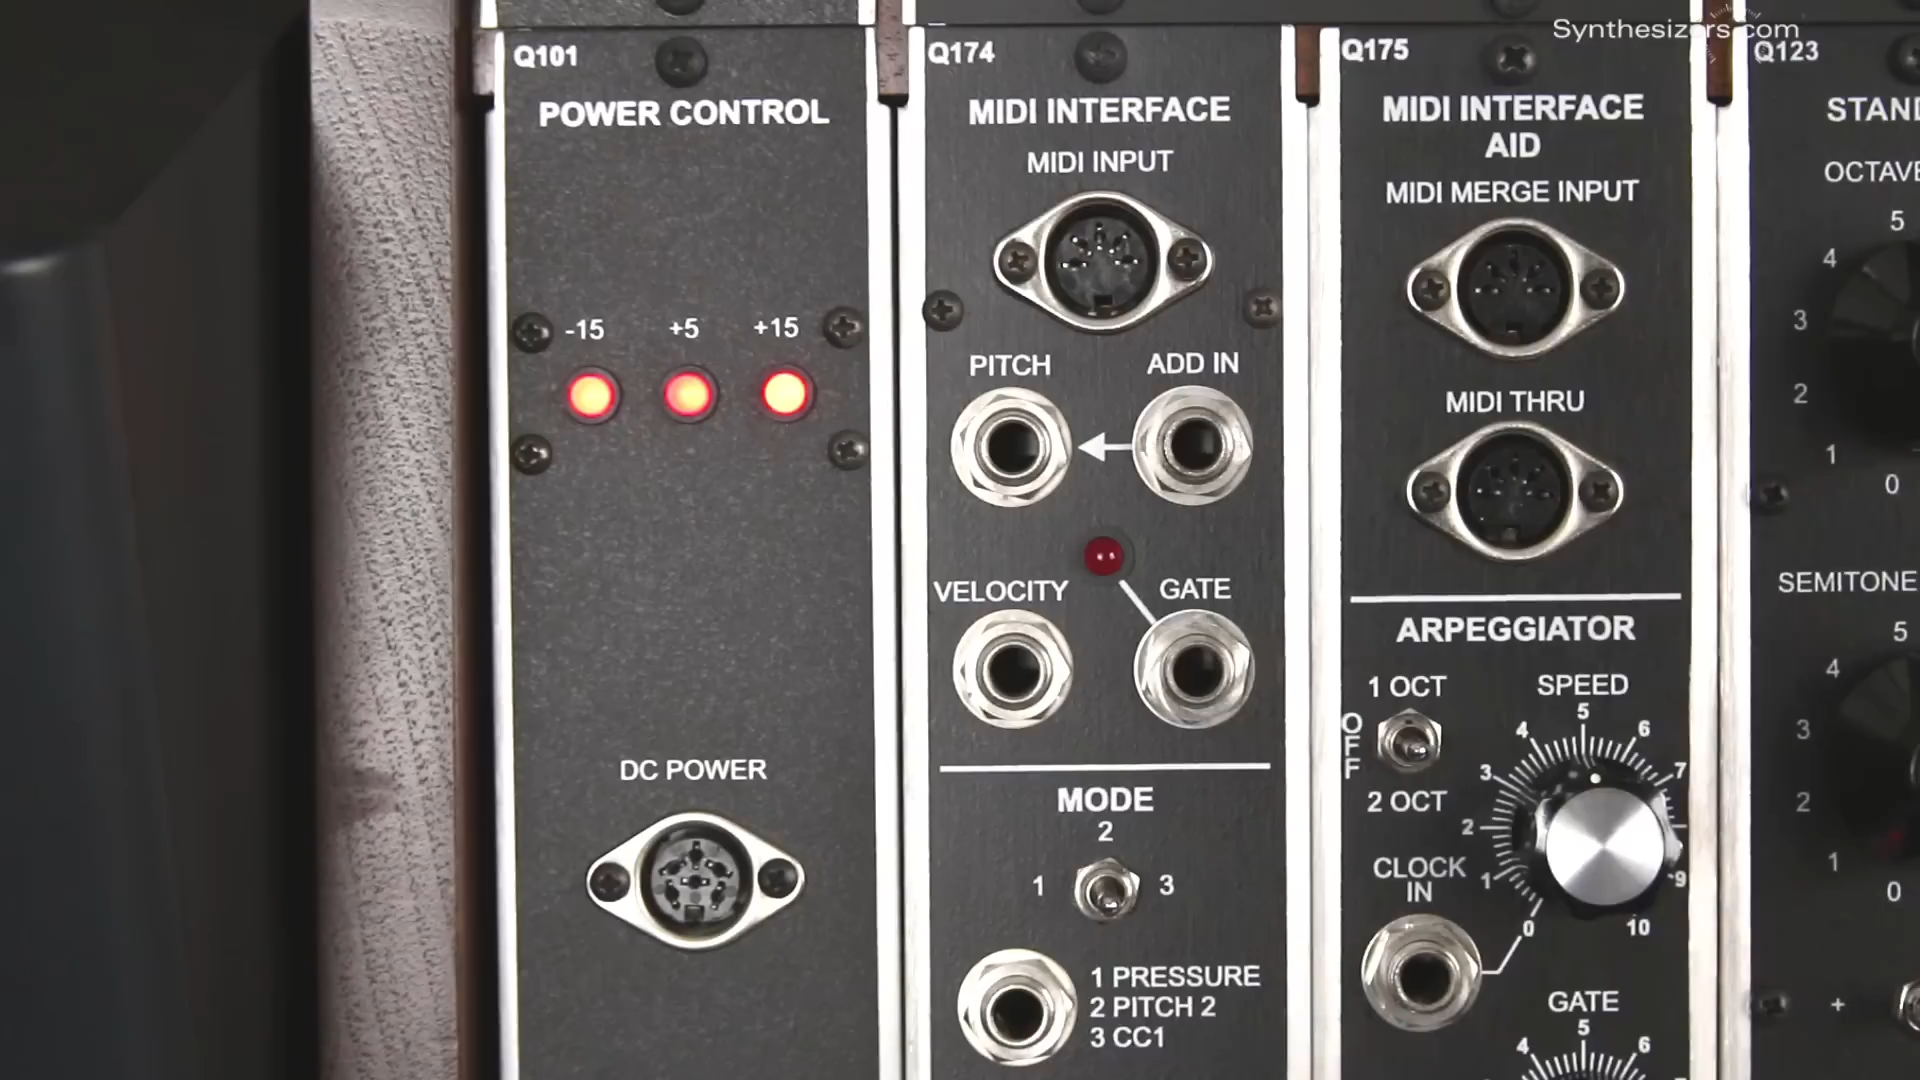 Synthesizers.com
Q101
POWER CONTROL
-15 +5 +15
DC POWER
Q174
MIDI INTERFACE
MIDI INPUT
PITCH ADD IN
VELOCITY GATE
MODE
2
1 3
1 PRESSURE
2 PITCH 2
3 CC1
Q175
MIDI INTERFACE
AID
MIDI MERGE INPUT
MIDI THRU
ARPEGGIATOR
1 OCT
OFF
2 OCT
SPEED
5
4 6
3 7
2
1 9
0 10
CLOCK
IN
GATE
5
4 6
Q123
STAND
OCTAVE
5
4
3
2
1
0
SEMITONE
5
4
3
2
1
0
+